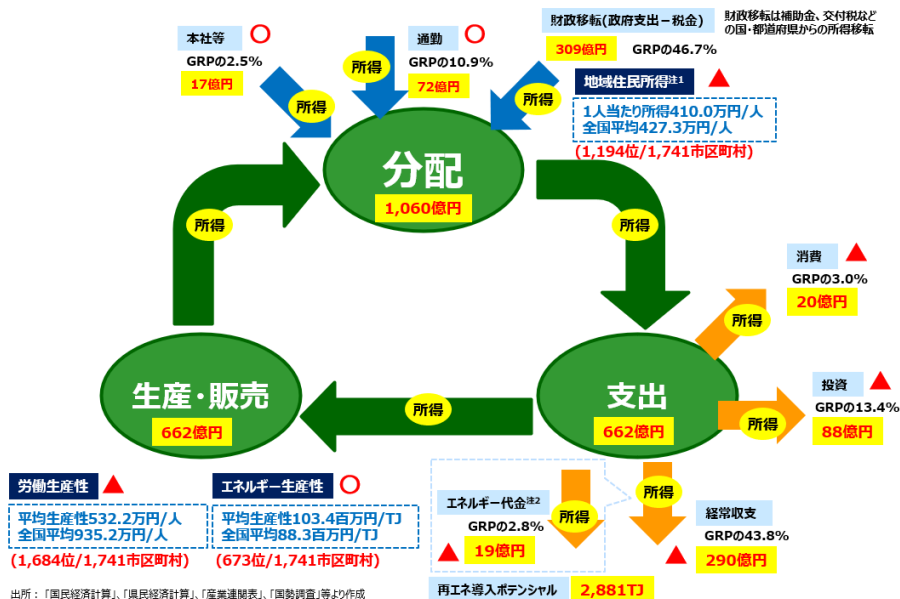 本社等 ○
GRPの2.5%
17億円
所得
通勤 ○
GRPの10.9%
72億円
所得
財政移転(政府支出－税金)
309億円 GRPの46.7%
所得
財政移転は補助金、交付税など
の国・都道府県からの所得移転
地域住民所得注1 ▲
1人当たり所得410.0万円/人
全国平均427.3万円/人
(1,194位/1,741市区町村)
分配
1,060億円
所得
所得
消費 ▲
GRPの3.0%
20億円
所得
投資 ▲
GRPの13.4%
88億円
所得
支出
662億円
所得
生産・販売
662億円
労働生産性 ▲
平均生産性532.2万円/人
全国平均935.2万円/人
(1,684位/1,741市区町村)
エネルギー生産性 ○
平均生産性103.4百万円/TJ
全国平均88.3百万円/TJ
(673位/1,741市区町村)
エネルギー代金注2
GRPの2.8%
▲ 19億円
所得
所得
経常収支
GRPの43.8%
▲ 290億円
再エネ導入ポテンシャル 2,881TJ
出所：「国民経済計算」、「県民経済計算」、「産業連関表」、「国勢調査」等より作成